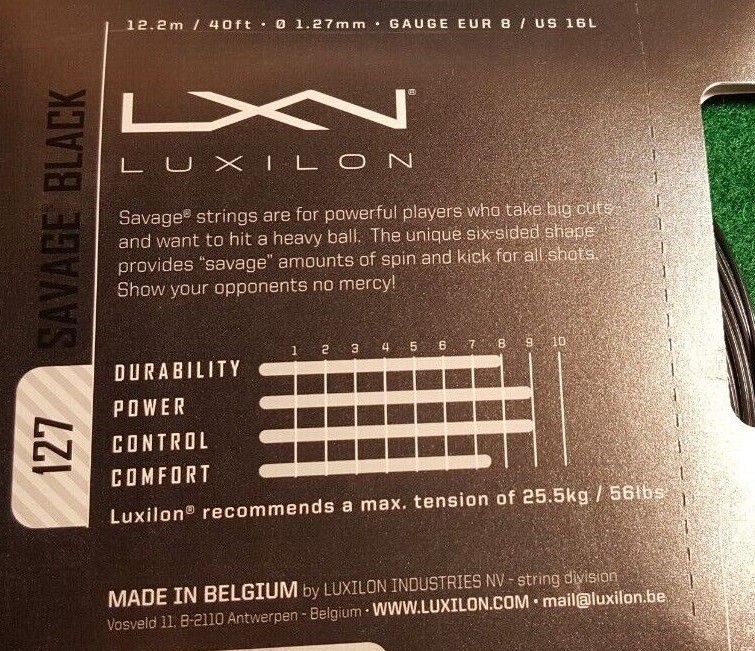 12.2m / 40ft · Ø 1.27mm · GAUGE EUR 8 / US 16L
LXN®
LUXILON
SAVAGE® BLACK
127
Savage® strings are for powerful players who take big cuts
and want to hit a heavy ball. The unique six-sided shape
provides “savage” amounts of spin and kick for all shots.
Show your opponents no mercy!
1 2 3 4 5 6 7 8 9 10
DURABILITY
POWER
CONTROL
COMFORT
Luxilon® recommends a max. tension of 25.5kg / 56lbs
MADE IN BELGIUM by LUXILON INDUSTRIES NV - string division
Vosveld 11, B-2110 Antwerpen - Belgium · WWW.LUXILON.COM · mail@luxilon.be